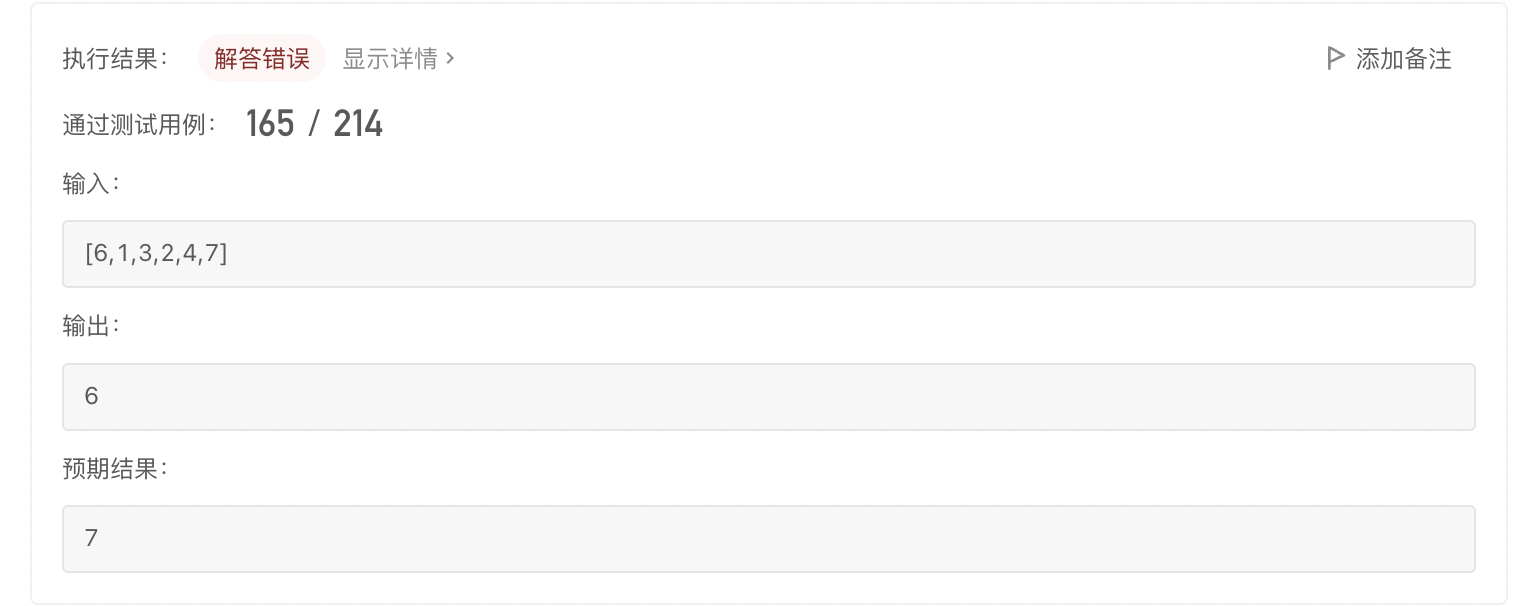 执行结果： 解答错误 显示详情 > 添加备注
通过测试用例： 165 / 214
输入：
[6,1,3,2,4,7]
输出：
6
预期结果：
7